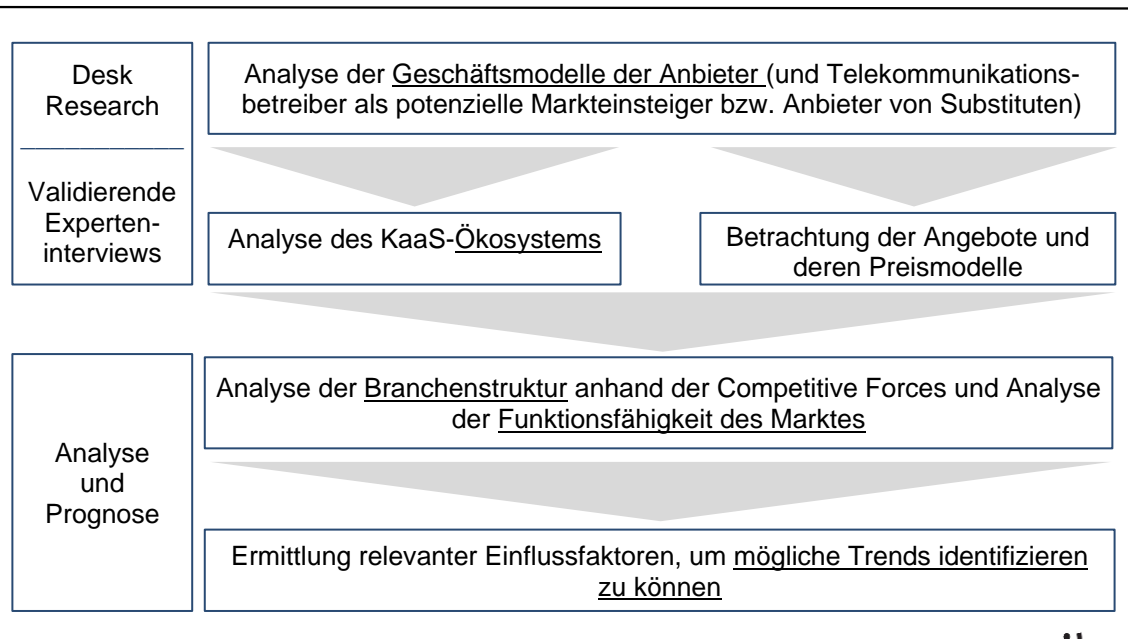 Desk
Research
Validierende
Experten-
interviews
Analyse der Geschäftsmodelle der Anbieter (und Telekommunikations-
betreiber als potenzielle Markteinsteiger bzw. Anbieter von Substituten)
Analyse des KaaS-Ökosystems
Betrachtung der Angebote und
deren Preismodelle
Analyse
und
Prognose
Analyse der Branchenstruktur anhand der Competitive Forces und Analyse
der Funktionsfähigkeit des Marktes
Ermittlung relevanter Einflussfaktoren, um mögliche Trends identifizieren
zu können